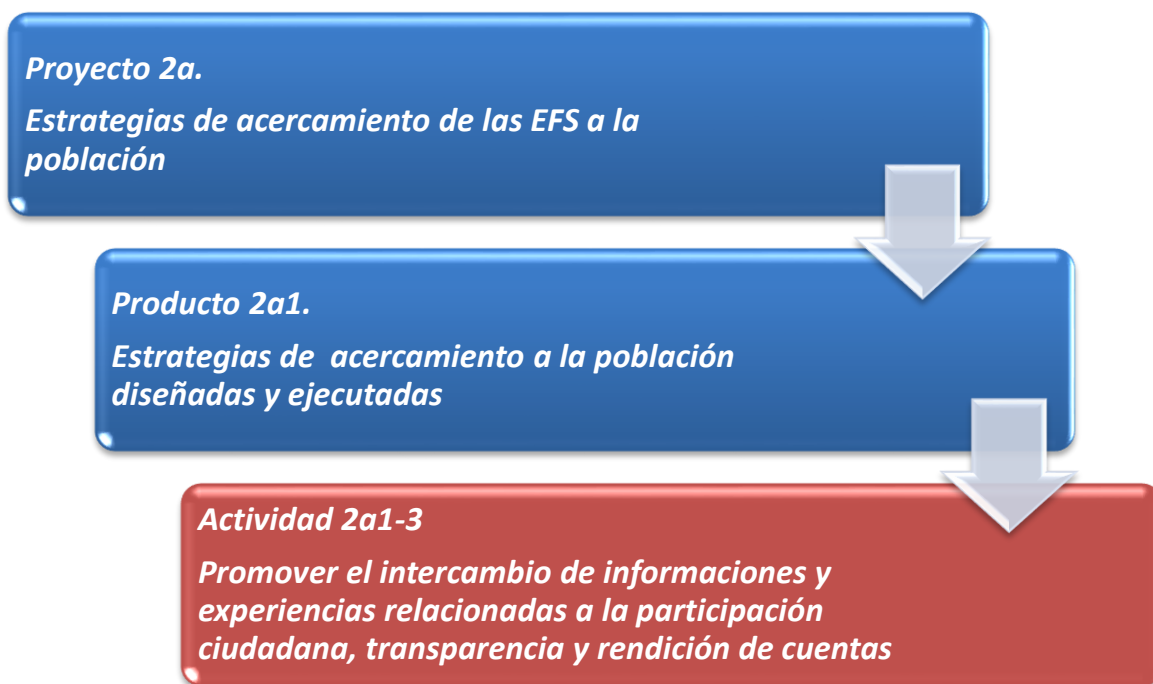 Proyecto 2a.
Estrategias de acercamiento de las EFS a la
población
Producto 2a1.
Estrategias de  acercamiento a la población
diseñadas y ejecutadas
Actividad 2a1-3
Promover el intercambio de informaciones y
experiencias relacionadas a la participación
ciudadana, transparencia y rendición de cuentas